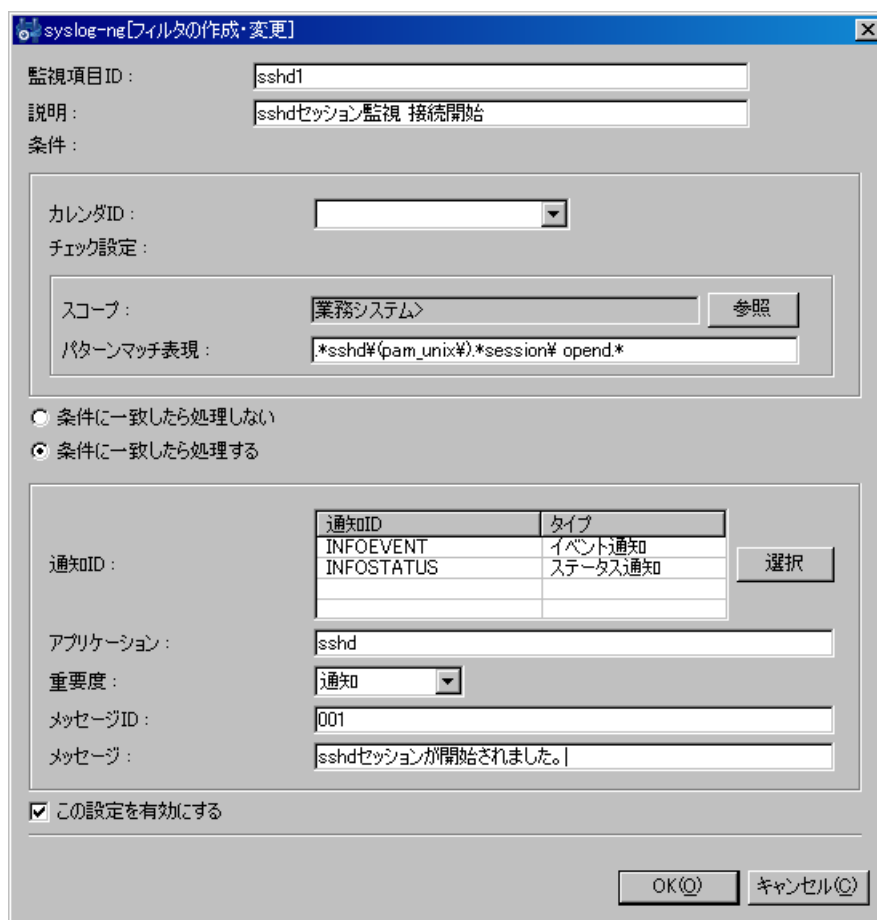 syslog-ng[フィルタの作成・変更]
監視項目ID： sshd1
説明： sshdセッション監視 接続開始
条件：
カレンダID：
チェック設定：
スコープ： 業務システム> 参照
パターンマッチ表現： .*sshd¥(pam_unix¥).*session¥ opend.*
条件に一致したら処理しない
条件に一致したら処理する
通知ID タイプ
INFOEVENT イベント通知
通知ID： INFOSTATUS ステータス通知 選択
アプリケーション： sshd
重要度： 通知
メッセージID： 001
メッセージ： sshdセッションが開始されました。
この設定を有効にする
OK(O) キャンセル(C)